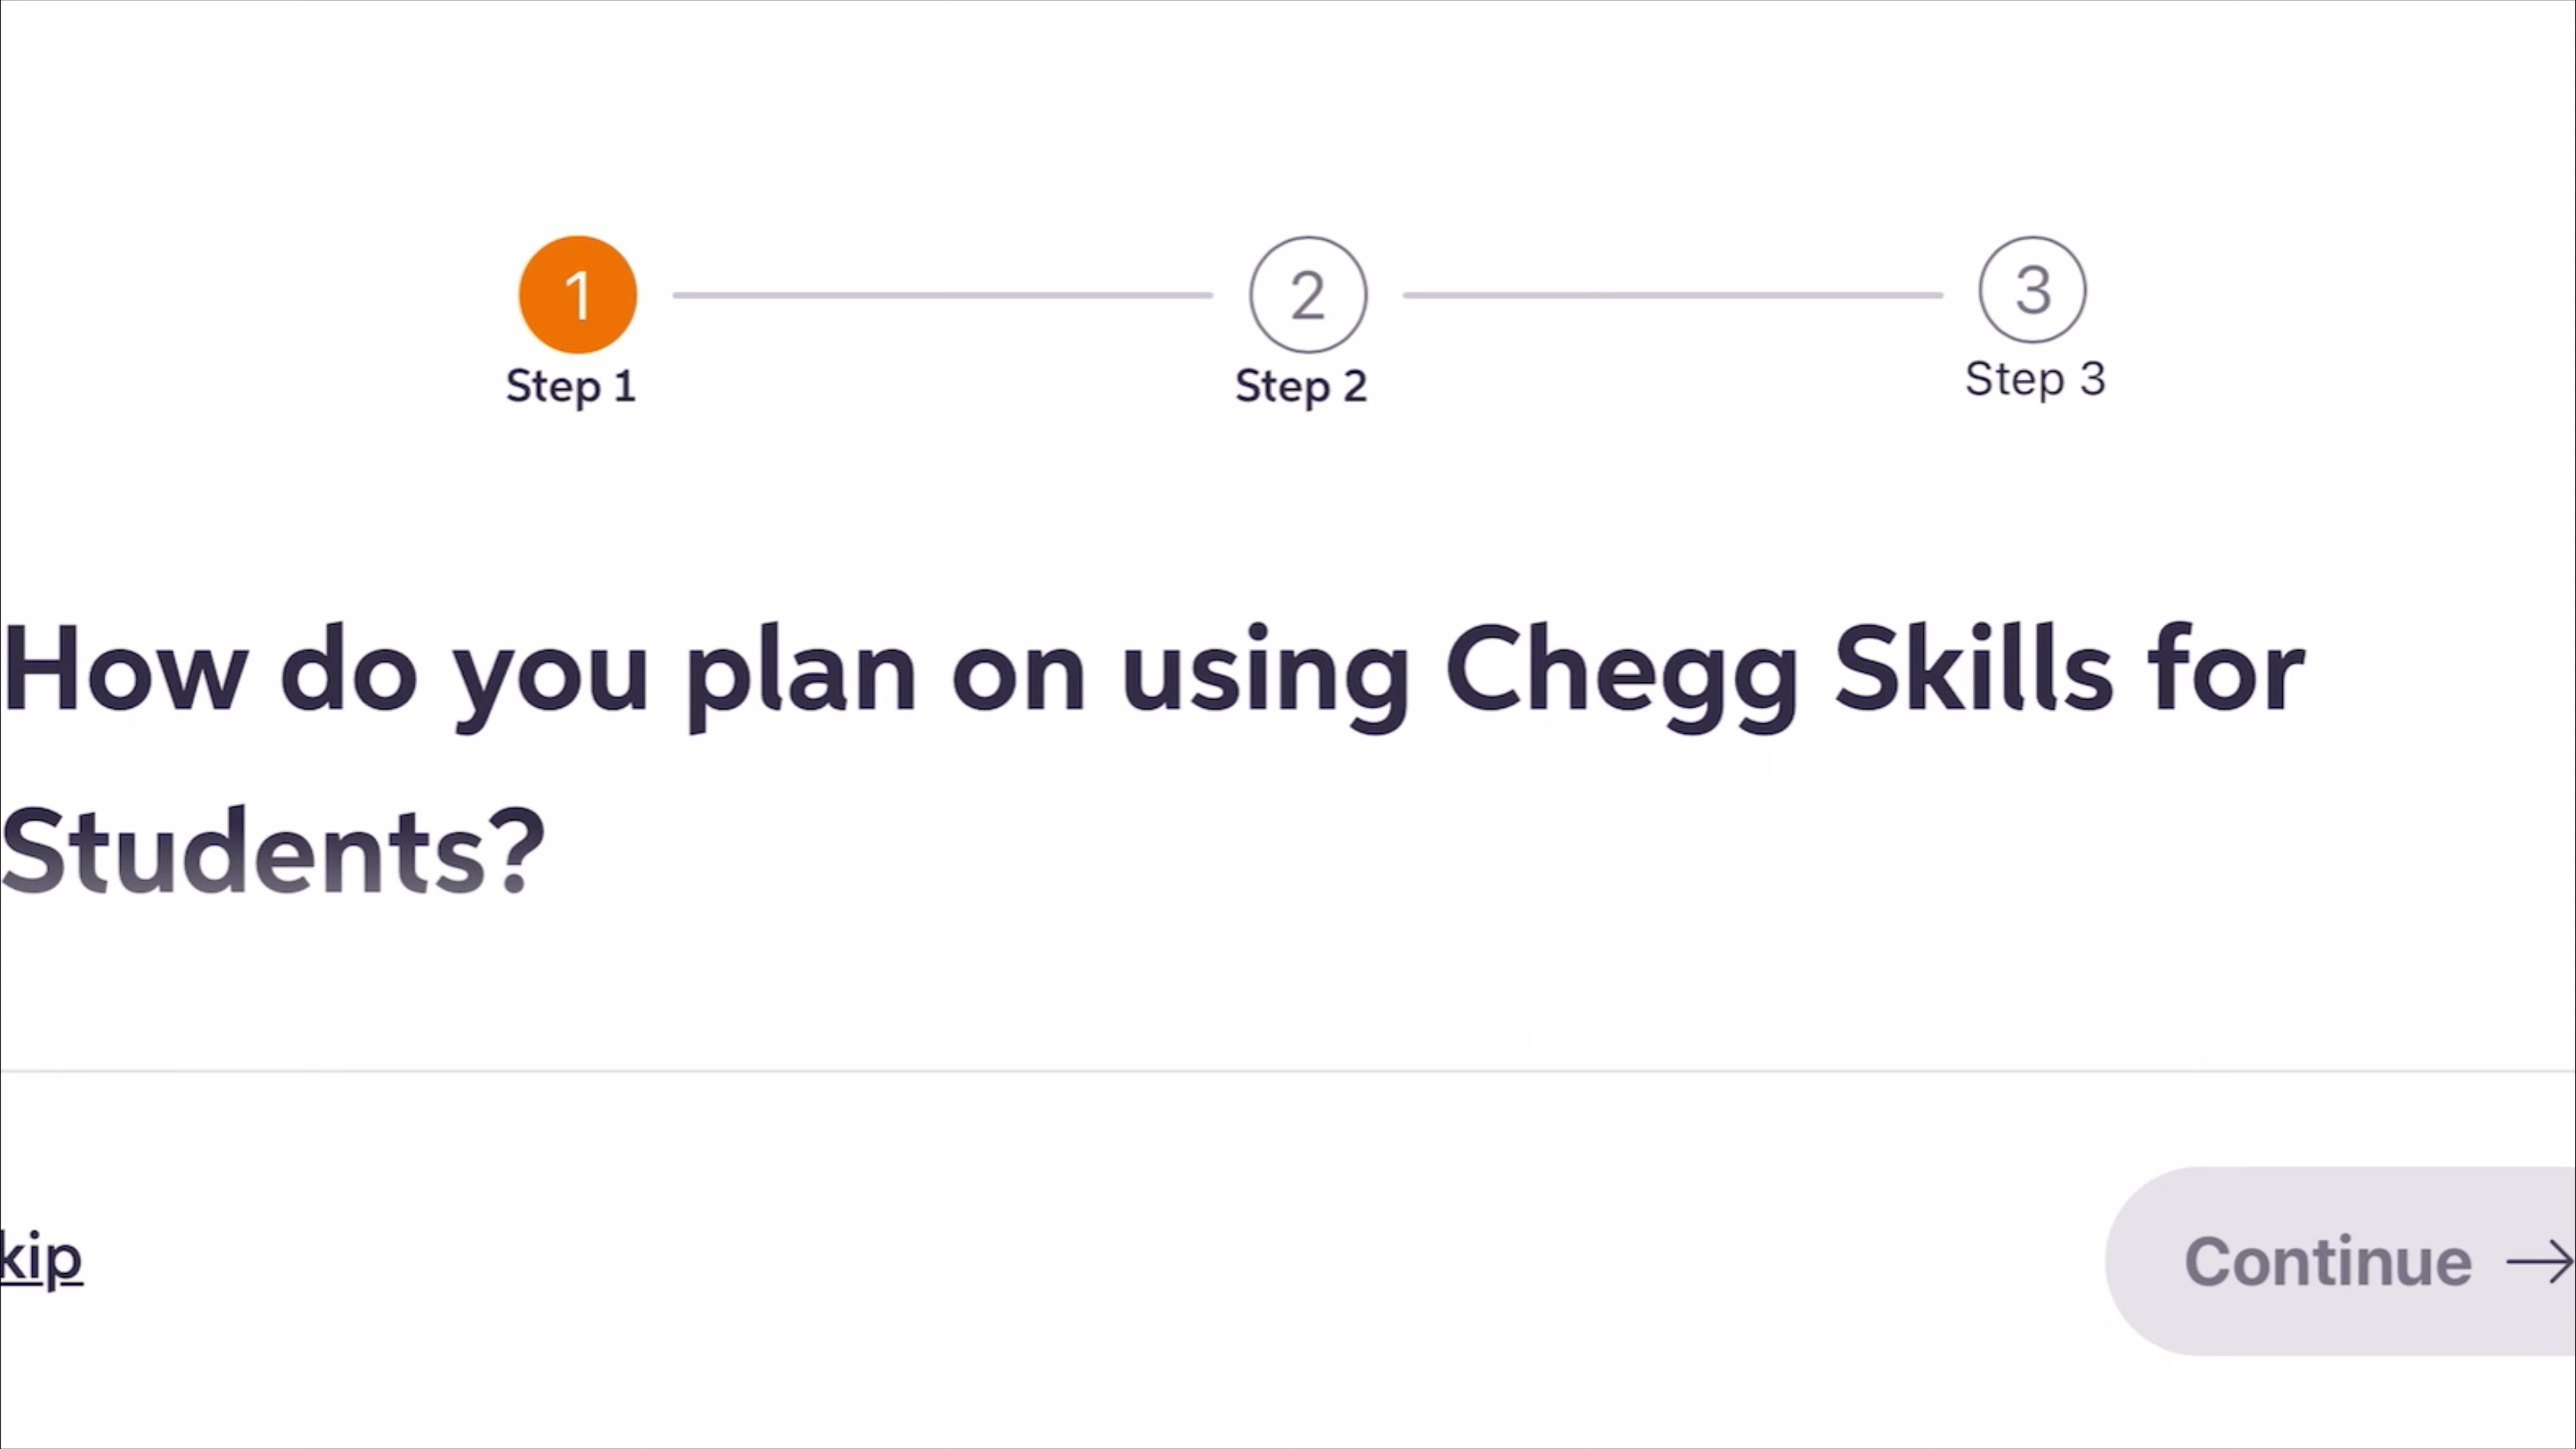 1
2
3
Step 1
Step 2
Step 3
How do you plan on using Chegg Skills for
Students?
kip
Continue